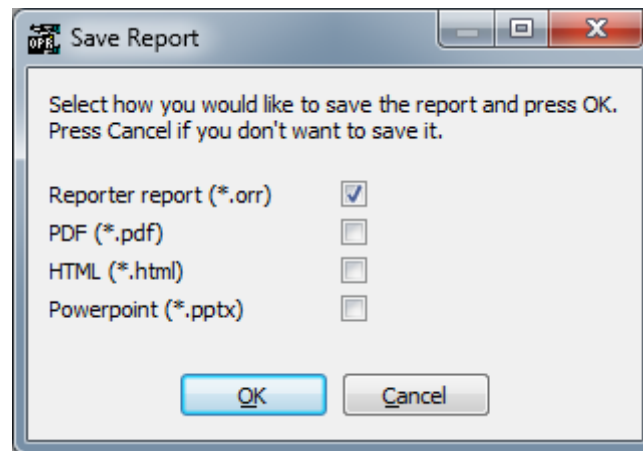 OPR Save Report
Select how you would like to save the report and press OK.
Press Cancel if you don't want to save it.
Reporter report (*.orr)
PDF (*.pdf)
HTML (*.html)
Powerpoint (*.pptx)
OK Cancel